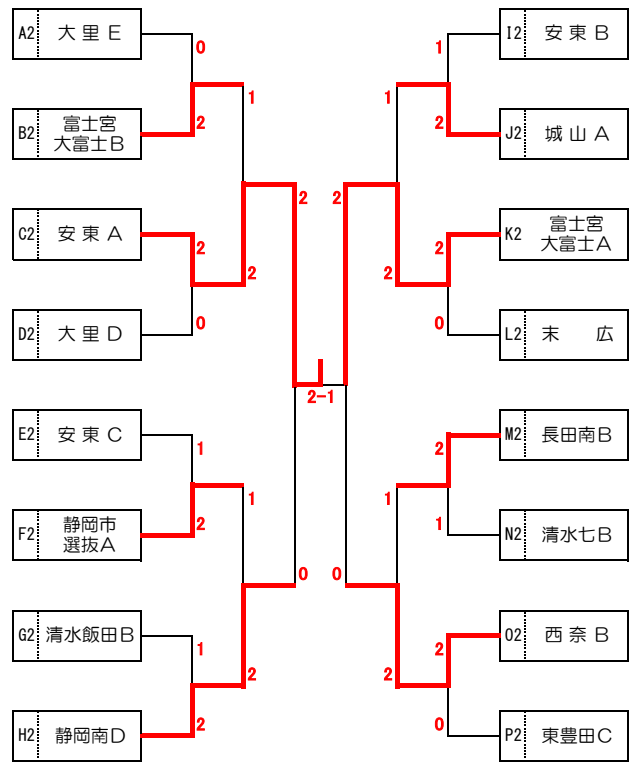 A2 大里E
0
1
B2 富士宮
大富士B
2
C2 安東A
2
2
2
D2 大里D
0
E2 安東C
1
1
F2 静岡市
選抜A
2
0
G2 清水飯田B
1
2
H2 静岡南D
2
2-1
I2 安東B
1
1
J2 城山A
2
2
K2 富士宮
大富士A
2
2
L2 末広
0
M2 長田南B
2
1
N2 清水七B
1
0
O2 西奈B
2
2
P2 東豊田C
0